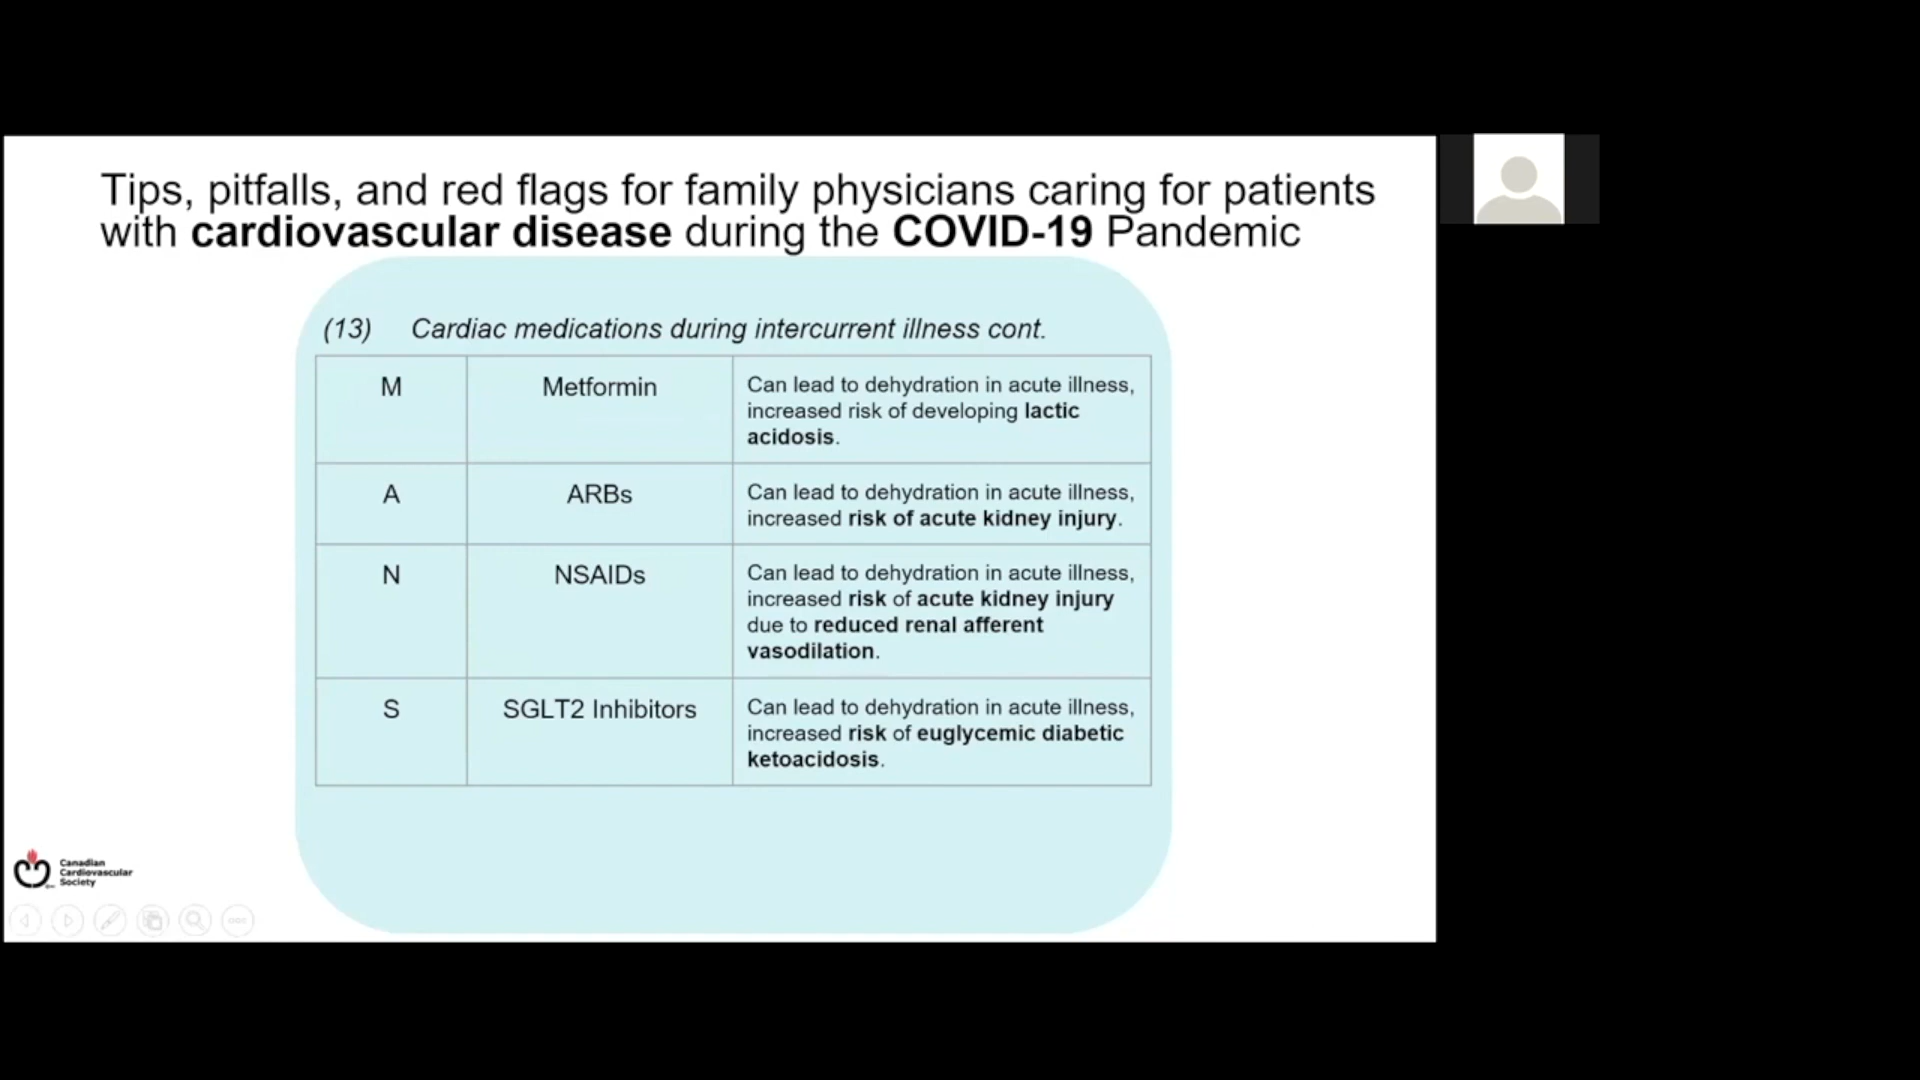 Tips, pitfalls, and red flags for family physicians caring for patients
with cardiovascular disease during the COVID-19 Pandemic
(13) Cardiac medications during intercurrent illness cont.
M
Metformin
Can lead to dehydration in acute illness,
increased risk of developing lactic
acidosis.
A
ARBs
Can lead to dehydration in acute illness,
increased risk of acute kidney injury.
N
NSAIDs
Can lead to dehydration in acute illness,
increased risk of acute kidney injury
due to reduced renal afferent
vasodilation.
S
SGLT2 Inhibitors
Can lead to dehydration in acute illness,
increased risk of euglycemic diabetic
ketoacidosis.
Canadian
Cardiovascular
Society